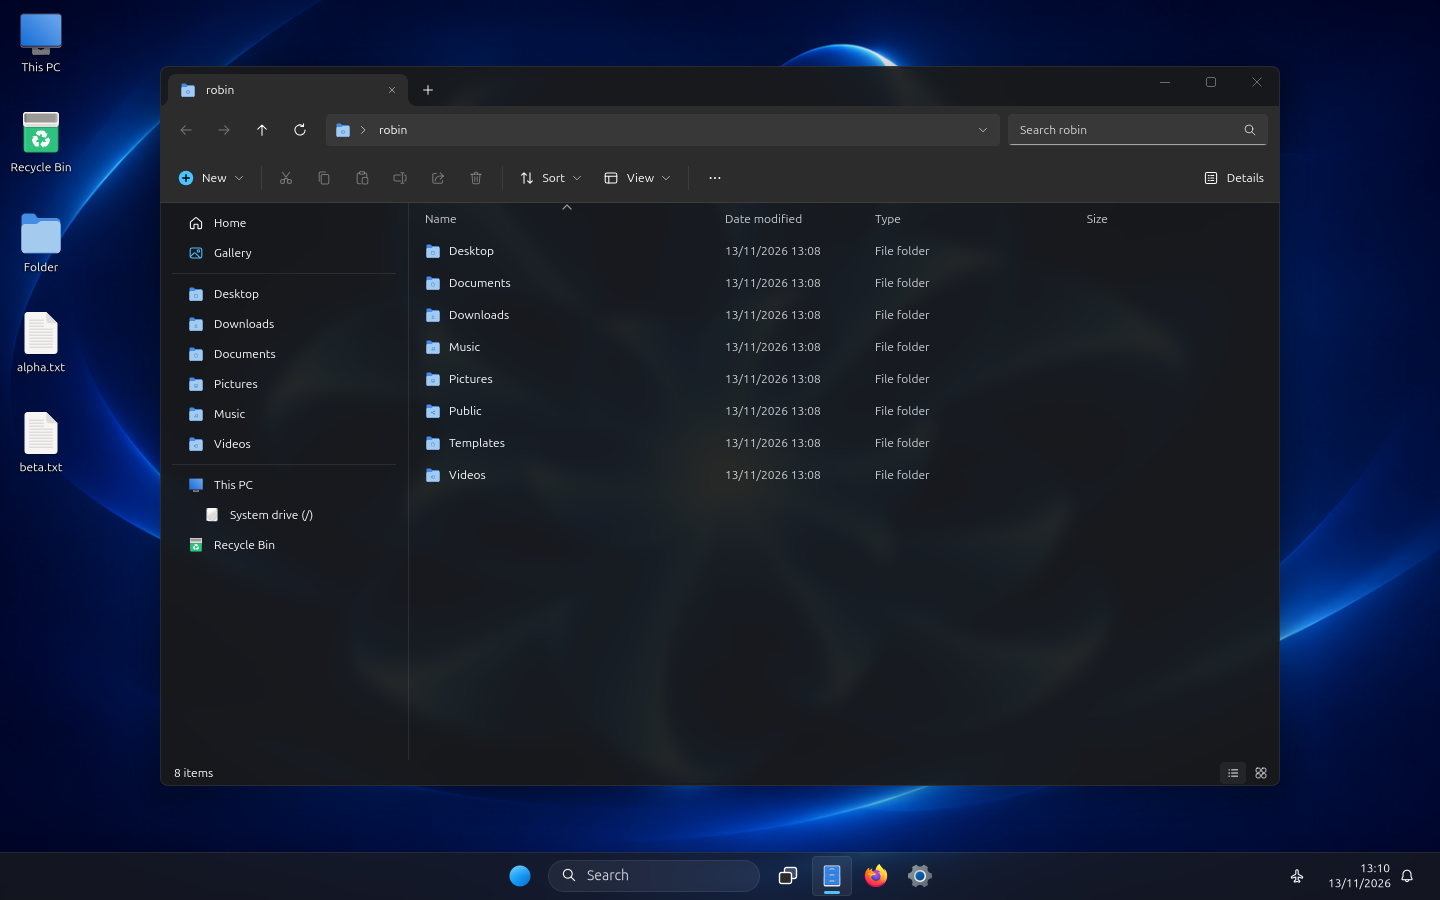 This PC
Recycle Bin
Folder
alpha.txt
beta.txt
robin
robin
Search robin
New
Sort
View
Details
Home
Gallery
Desktop
Downloads
Documents
Pictures
Music
Videos
This PC
System drive (/)
Recycle Bin
Name Date modified Type Size
Desktop 13/11/2026 13:08 File folder
Documents 13/11/2026 13:08 File folder
Downloads 13/11/2026 13:08 File folder
Music 13/11/2026 13:08 File folder
Pictures 13/11/2026 13:08 File folder
Public 13/11/2026 13:08 File folder
Templates 13/11/2026 13:08 File folder
Videos 13/11/2026 13:08 File folder
8 items
Search
13:10
13/11/2026